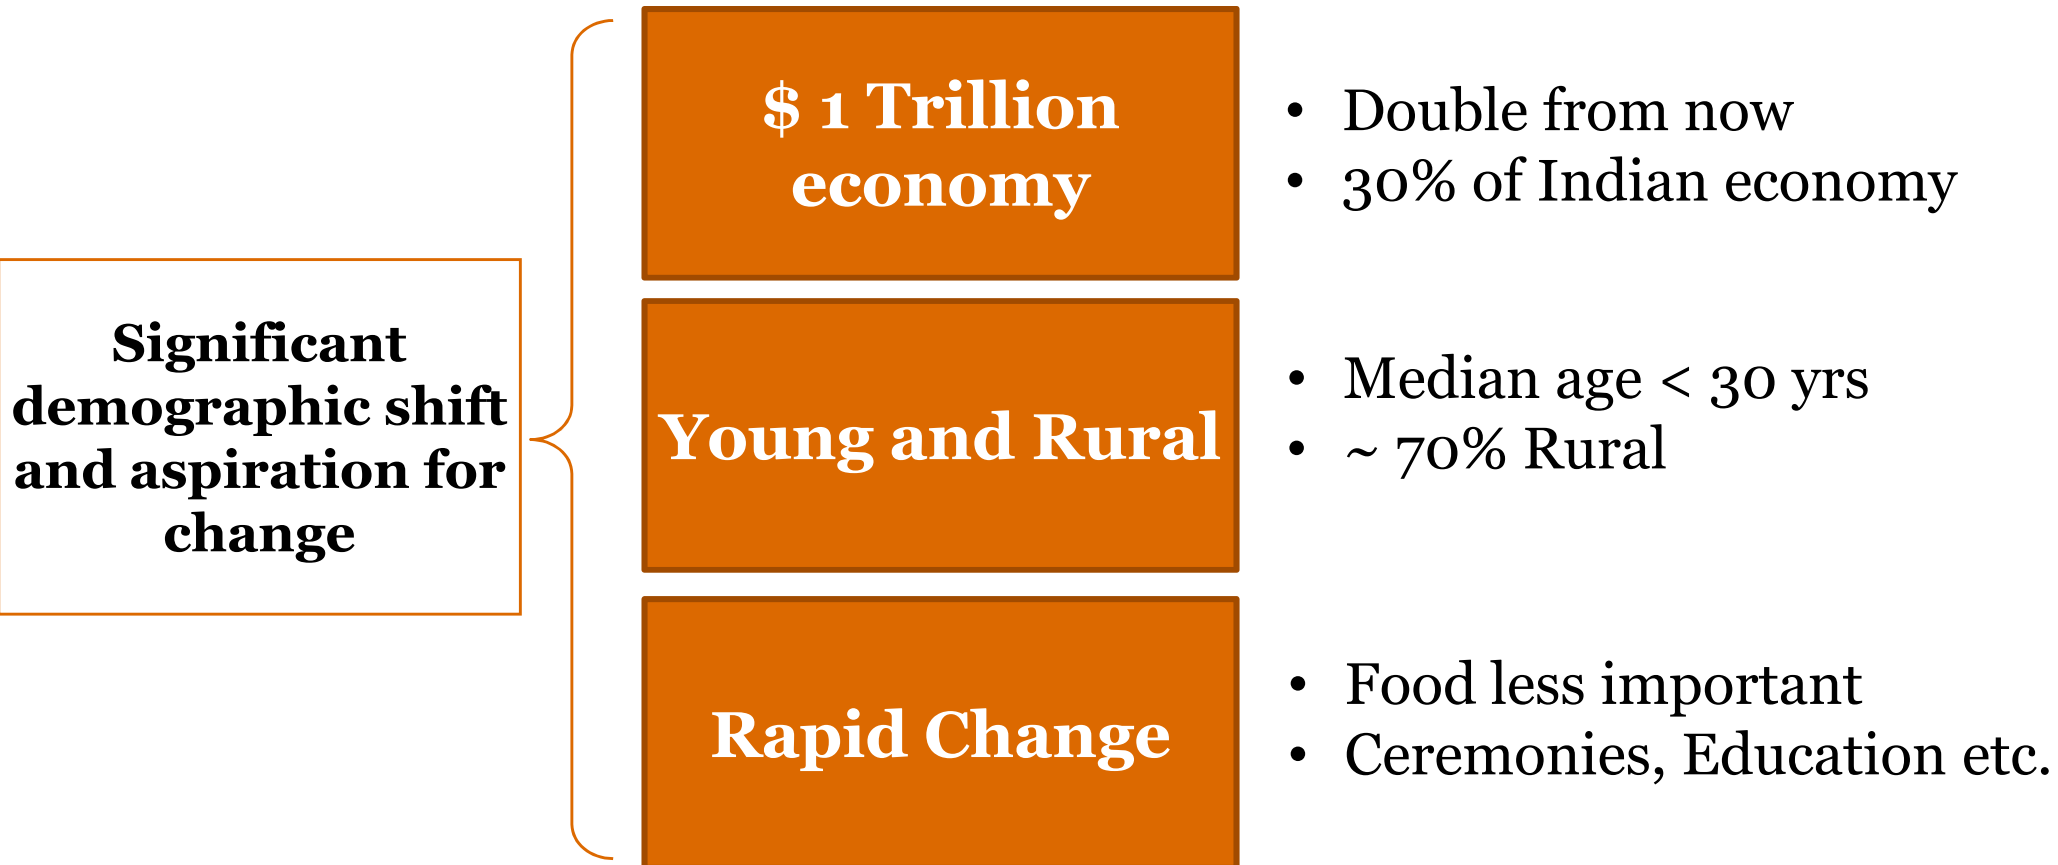 Significant
demographic shift
and aspiration for
change
$ 1 Trillion
economy
• Double from now
• 30% of Indian economy
Young and Rural
• Median age < 30 yrs
• ~ 70% Rural
Rapid Change
• Food less important
• Ceremonies, Education etc.